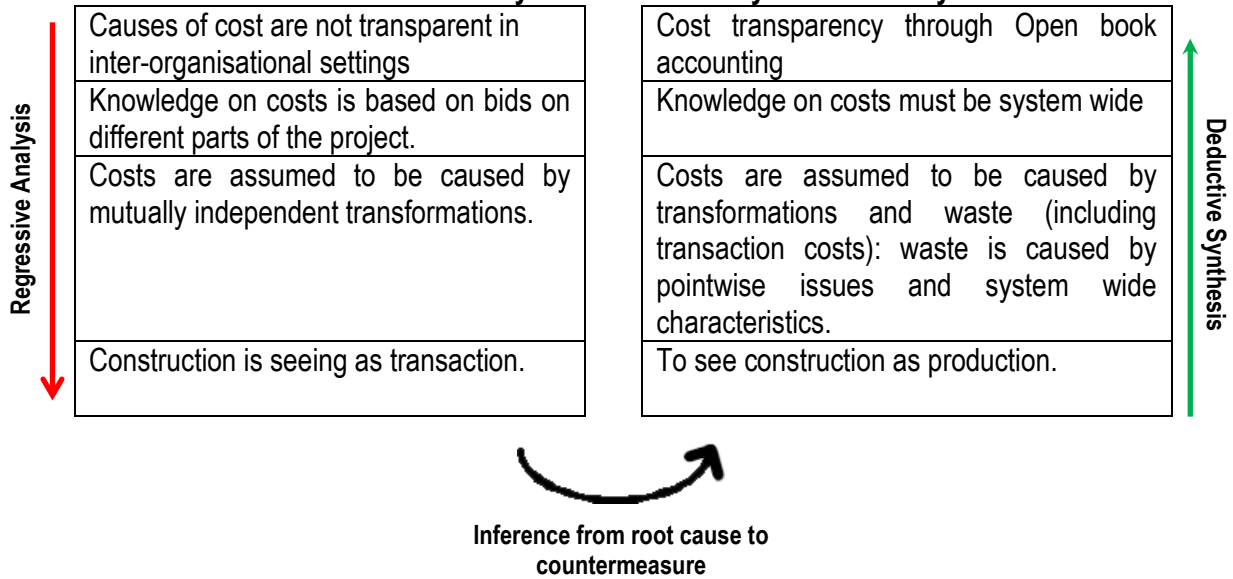 Regressive Analysis
Causes of cost are not transparent in
inter-organisational settings
Knowledge on costs is based on bids on
different parts of the project.
Costs are assumed to be caused by
mutually independent transformations.
Construction is seeing as transaction.
Cost transparency through Open book
accounting
Knowledge on costs must be system wide
Costs are assumed to be caused by
transformations and waste (including
transaction costs): waste is caused by
pointwise issues and system wide
characteristics.
To see construction as production.
Deductive Synthesis
Inference from root cause to
countermeasure